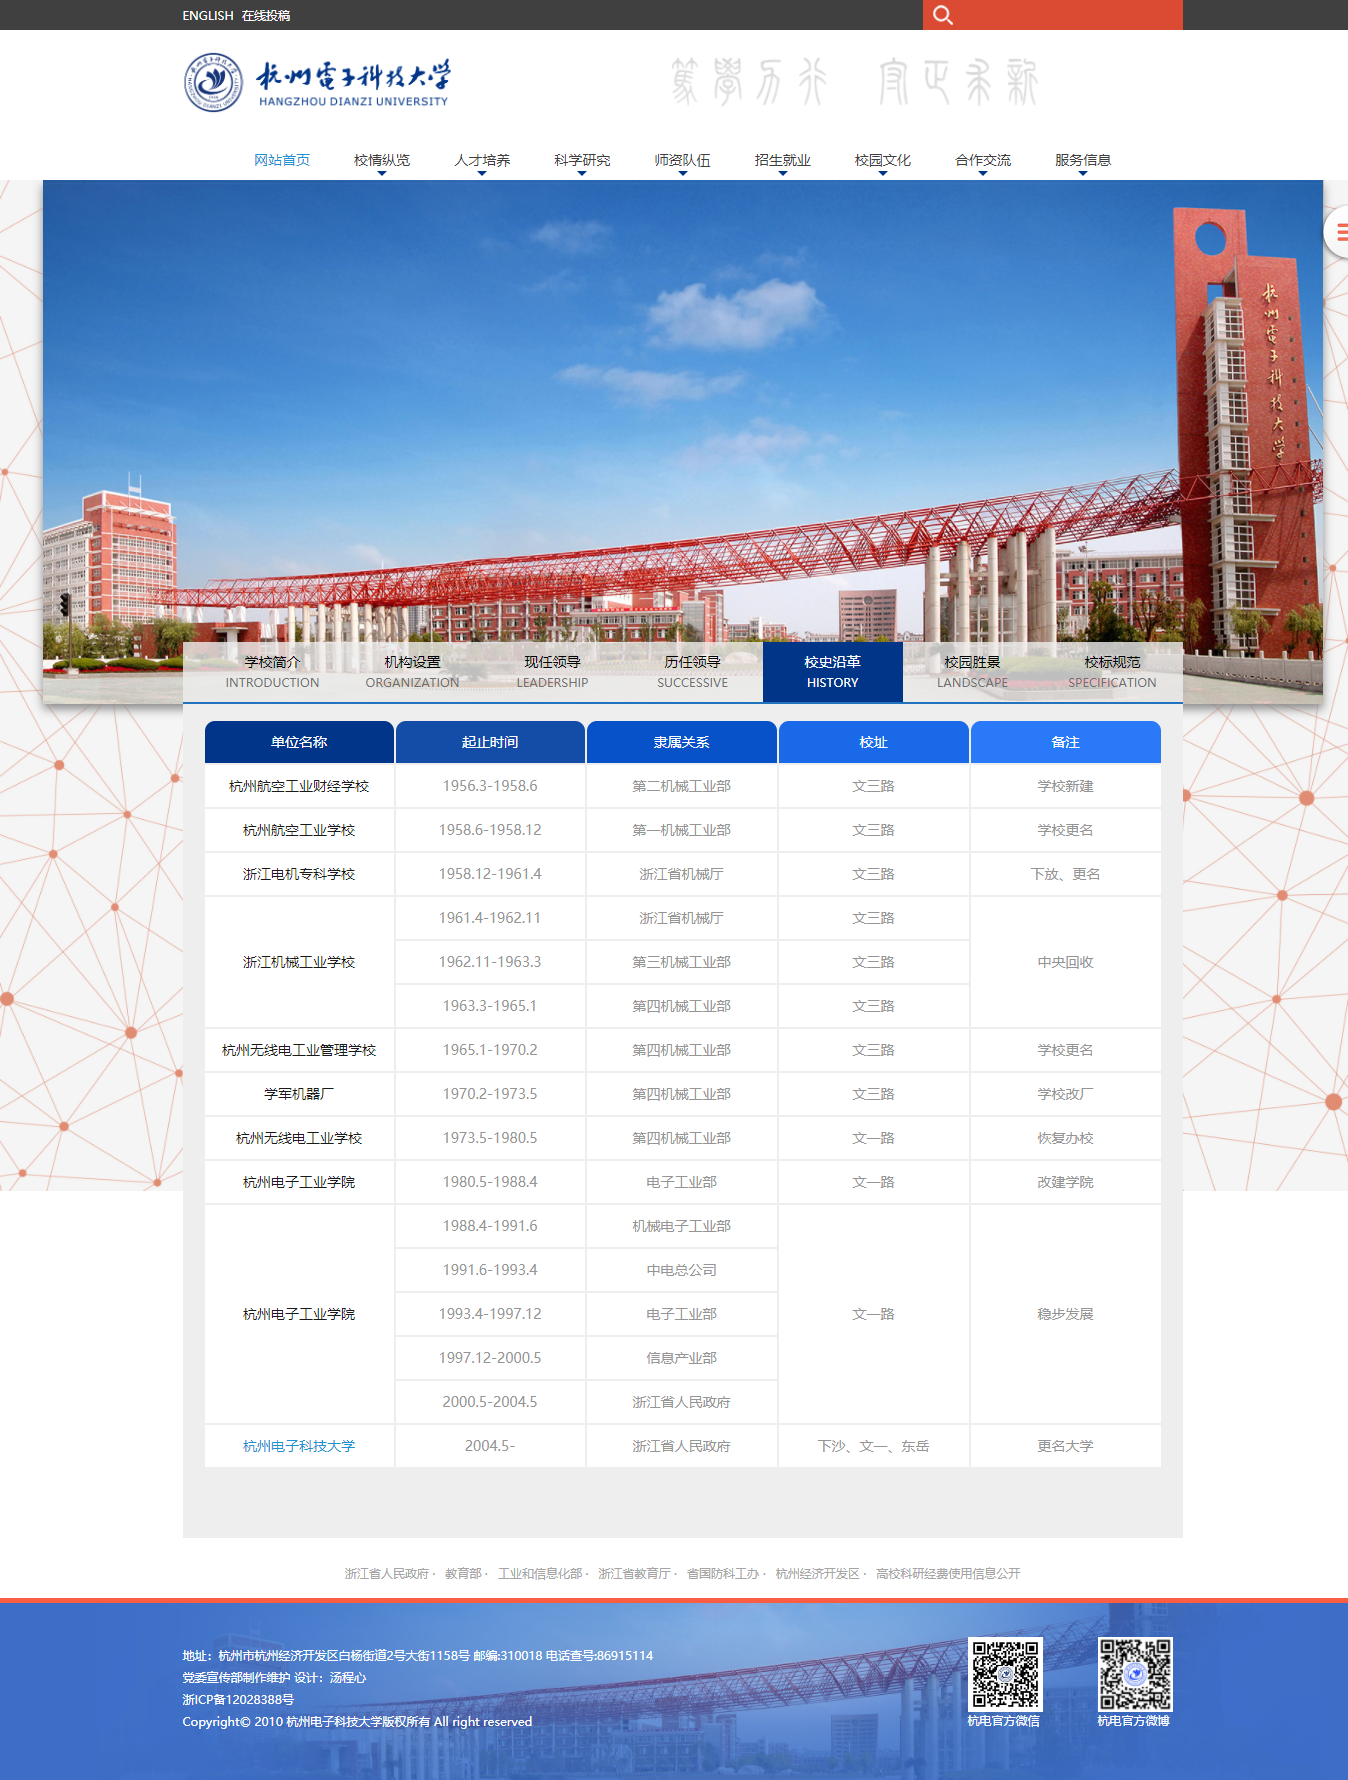 ENGLISH 在线投稿
杭州電子科技大学
HANGZHOU DIANZI UNIVERSITY
篤學力行 守正求新
网站首页 校情纵览 人才培养 科学研究 师资队伍 招生就业 校园文化 合作交流 服务信息
杭州電子科技大学
学校简介 机构设置 现任领导 历任领导 校史沿革 校园胜景 校标规范
INTRODUCTION ORGANIZATION LEADERSHIP SUCCESSIVE HISTORY LANDSCAPE SPECIFICATION
单位名称 起止时间 隶属关系 校址 备注
杭州航空工业财经学校 1956.3-1958.6 第二机械工业部 文三路 学校新建
杭州航空工业学校 1958.6-1958.12 第一机械工业部 文三路 学校更名
浙江电机专科学校 1958.12-1961.4 浙江省机械厅 文三路 下放、更名
1961.4-1962.11 浙江省机械厅 文三路
浙江机械工业学校 1962.11-1963.3 第三机械工业部 文三路 中央回收
1963.3-1965.1 第四机械工业部 文三路
杭州无线电工业管理学校 1965.1-1970.2 第四机械工业部 文三路 学校更名
学军机器厂 1970.2-1973.5 第四机械工业部 文三路 学校改厂
杭州无线电工业学校 1973.5-1980.5 第四机械工业部 文一路 恢复办校
杭州电子工业学院 1980.5-1988.4 电子工业部 文一路 改建学院
1988.4-1991.6 机械电子工业部
1991.6-1993.4 中电总公司
杭州电子工业学院 1993.4-1997.12 电子工业部 文一路 稳步发展
1997.12-2000.5 信息产业部
2000.5-2004.5 浙江省人民政府
杭州电子科技大学 2004.5- 浙江省人民政府 下沙、文一、东岳 更名大学
浙江省人民政府 · 教育部 · 工业和信息化部 · 浙江省教育厅 · 省国防科工办 · 杭州经济开发区 · 高校科研经费使用信息公开
地址：杭州市杭州经济开发区白杨街道2号大街1158号 邮编:310018 电话查号:86915114
党委宣传部制作维护 设计：汤程心
浙ICP备12028388号
Copyright© 2010 杭州电子科技大学版权所有 All right reserved
杭电官方微信 杭电官方微博